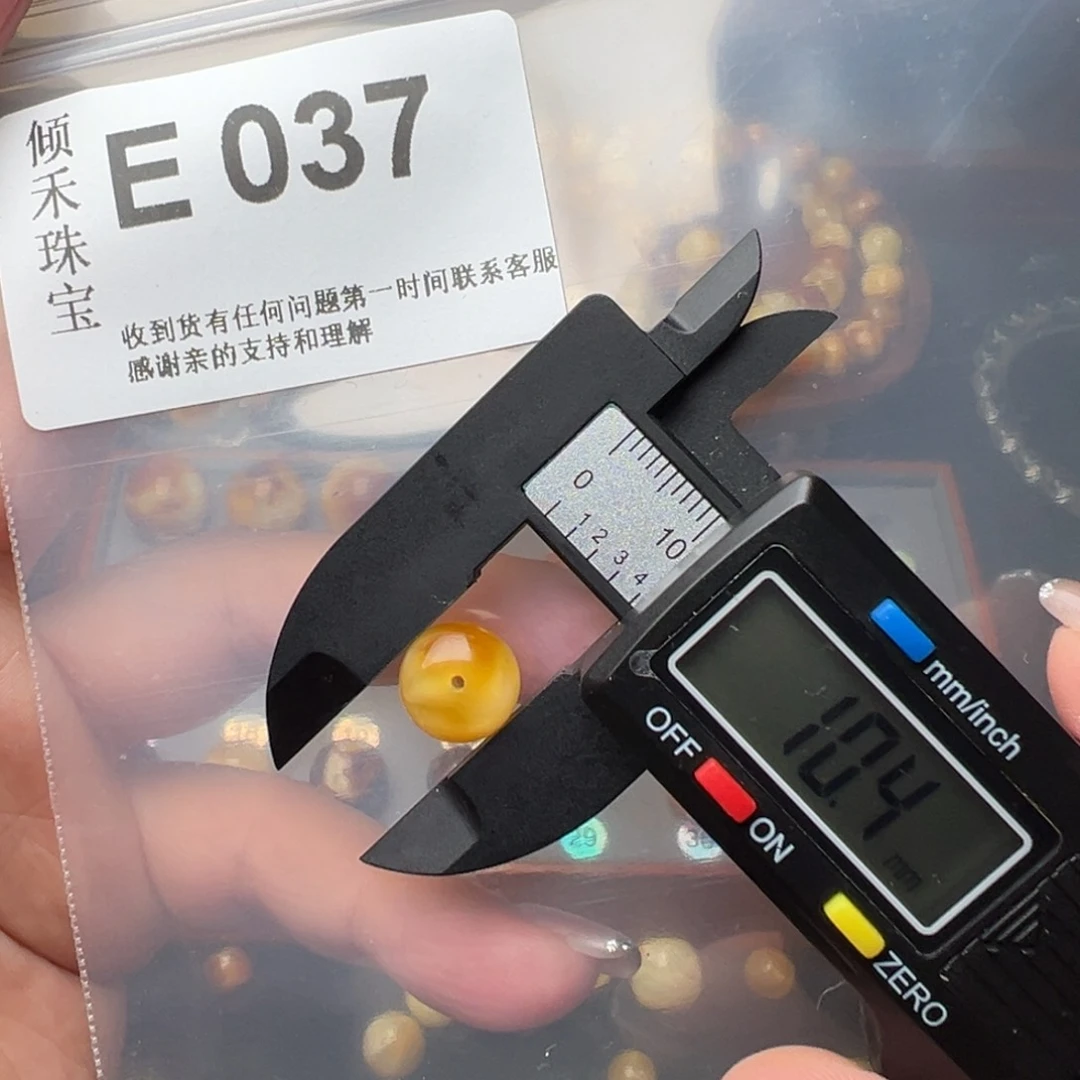 倾禾珠宝
E 037
收到货有任何问题第一时间联系客服
感谢亲的支持和理解
0
10
1 2 3 4
mm/inch
OFF
ON
10.4
mm
ZERO
29